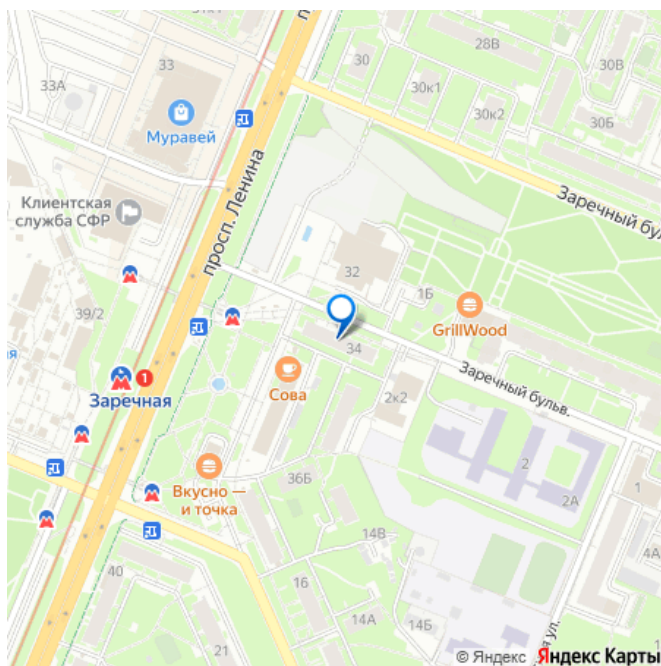 31к1
п
28В
33
30
33А
30к1
30В
30к2
30Б
Муравей
просп. Ленина
Клиентская
служба СФР
Заречный бул
32
1Б
39/2
GrillWood
34
1
Заречная
Сова
Заречный бульв.
2к2
2
36Б
Вкусно —
и точка
2А
1
14В
4А
40
16
14А
14Б
21
ая ул.
© Яндекс Яндекс Карты